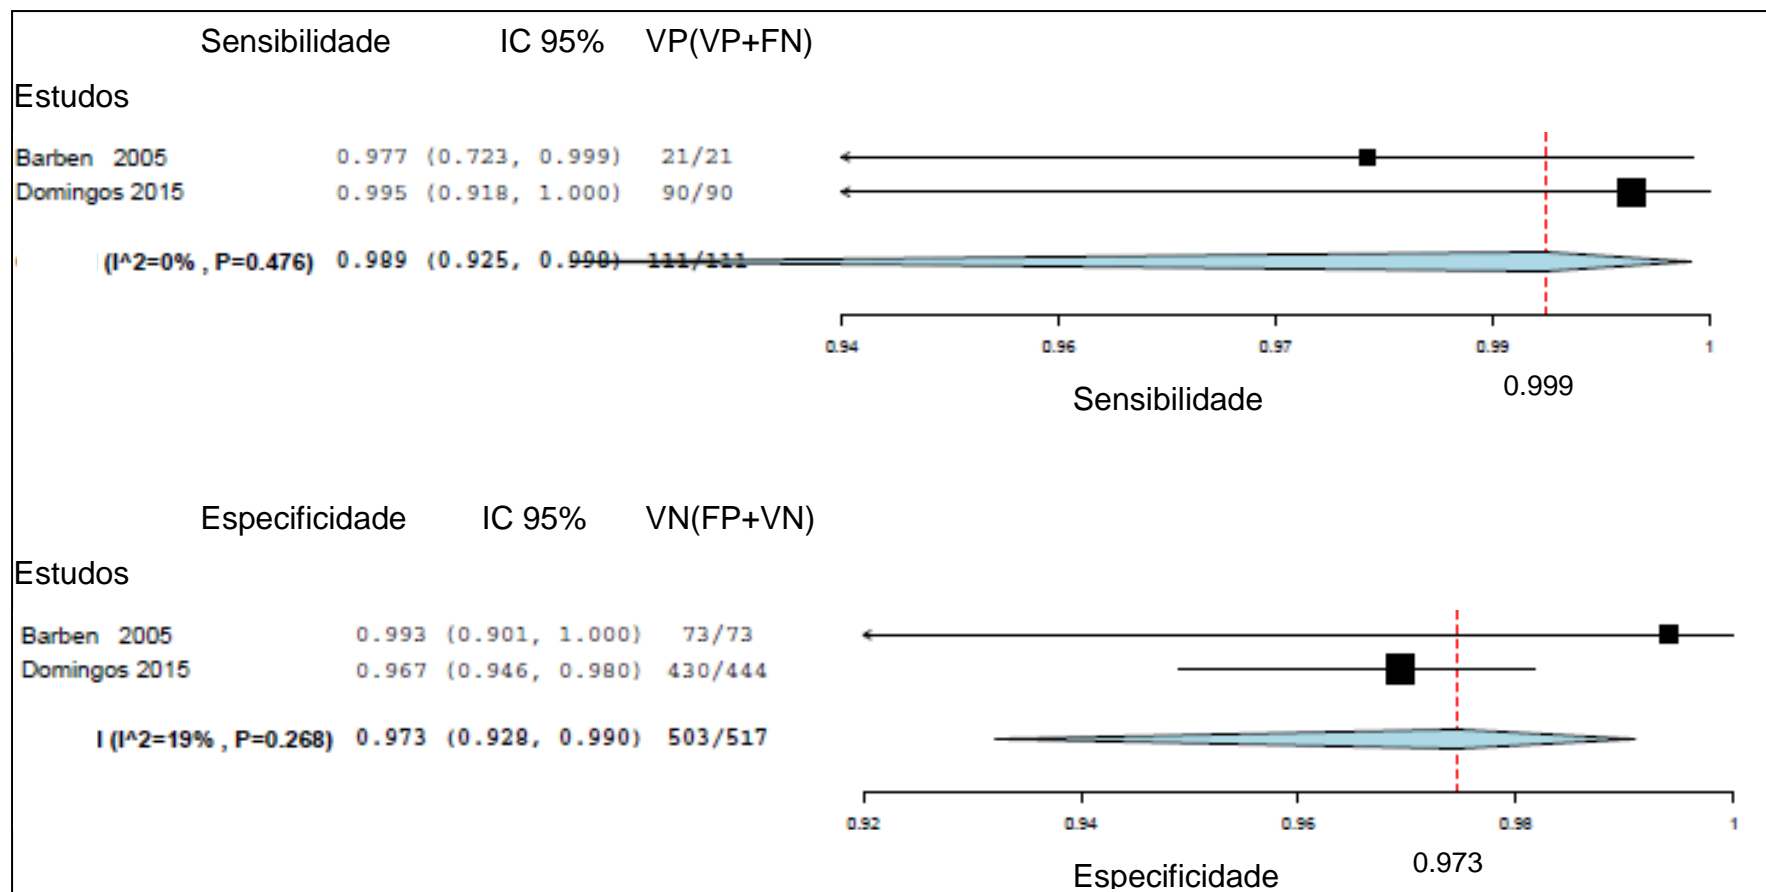 Sensibilidade IC 95% VP(VP+FN)
Estudos
Barben 2005 0.977 (0.723, 0.999) 21/21
Domingos 2015 0.995 (0.918, 1.000) 90/90
(I^2=0% , P=0.476) 0.989 (0.925, 0.998) 111/111
0.94 0.96 0.97 0.99 1
Sensibilidade 0.999
Especificidade IC 95% VN(FP+VN)
Estudos
Barben 2005 0.993 (0.901, 1.000) 73/73
Domingos 2015 0.967 (0.946, 0.980) 430/444
l (I^2=19% , P=0.268) 0.973 (0.928, 0.990) 503/517
0.92 0.94 0.96 0.98 1
Especificidade 0.973